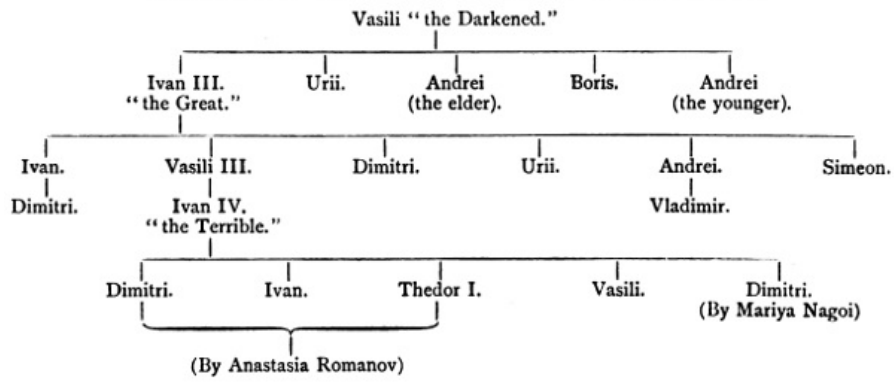 Vasili “the Darkened.”
Ivan III. Urii. Andrei Boris. Andrei
“the Great.” (the elder). (the younger).
Ivan. Vasili III. Dimitri. Urii. Andrei. Simeon.
Dimitri. Ivan IV. Vladimir.
“the Terrible.”
Dimitri. Ivan. Thedor I. Vasili. Dimitri.
(By Mariya Nagoi)
(By Anastasia Romanov)